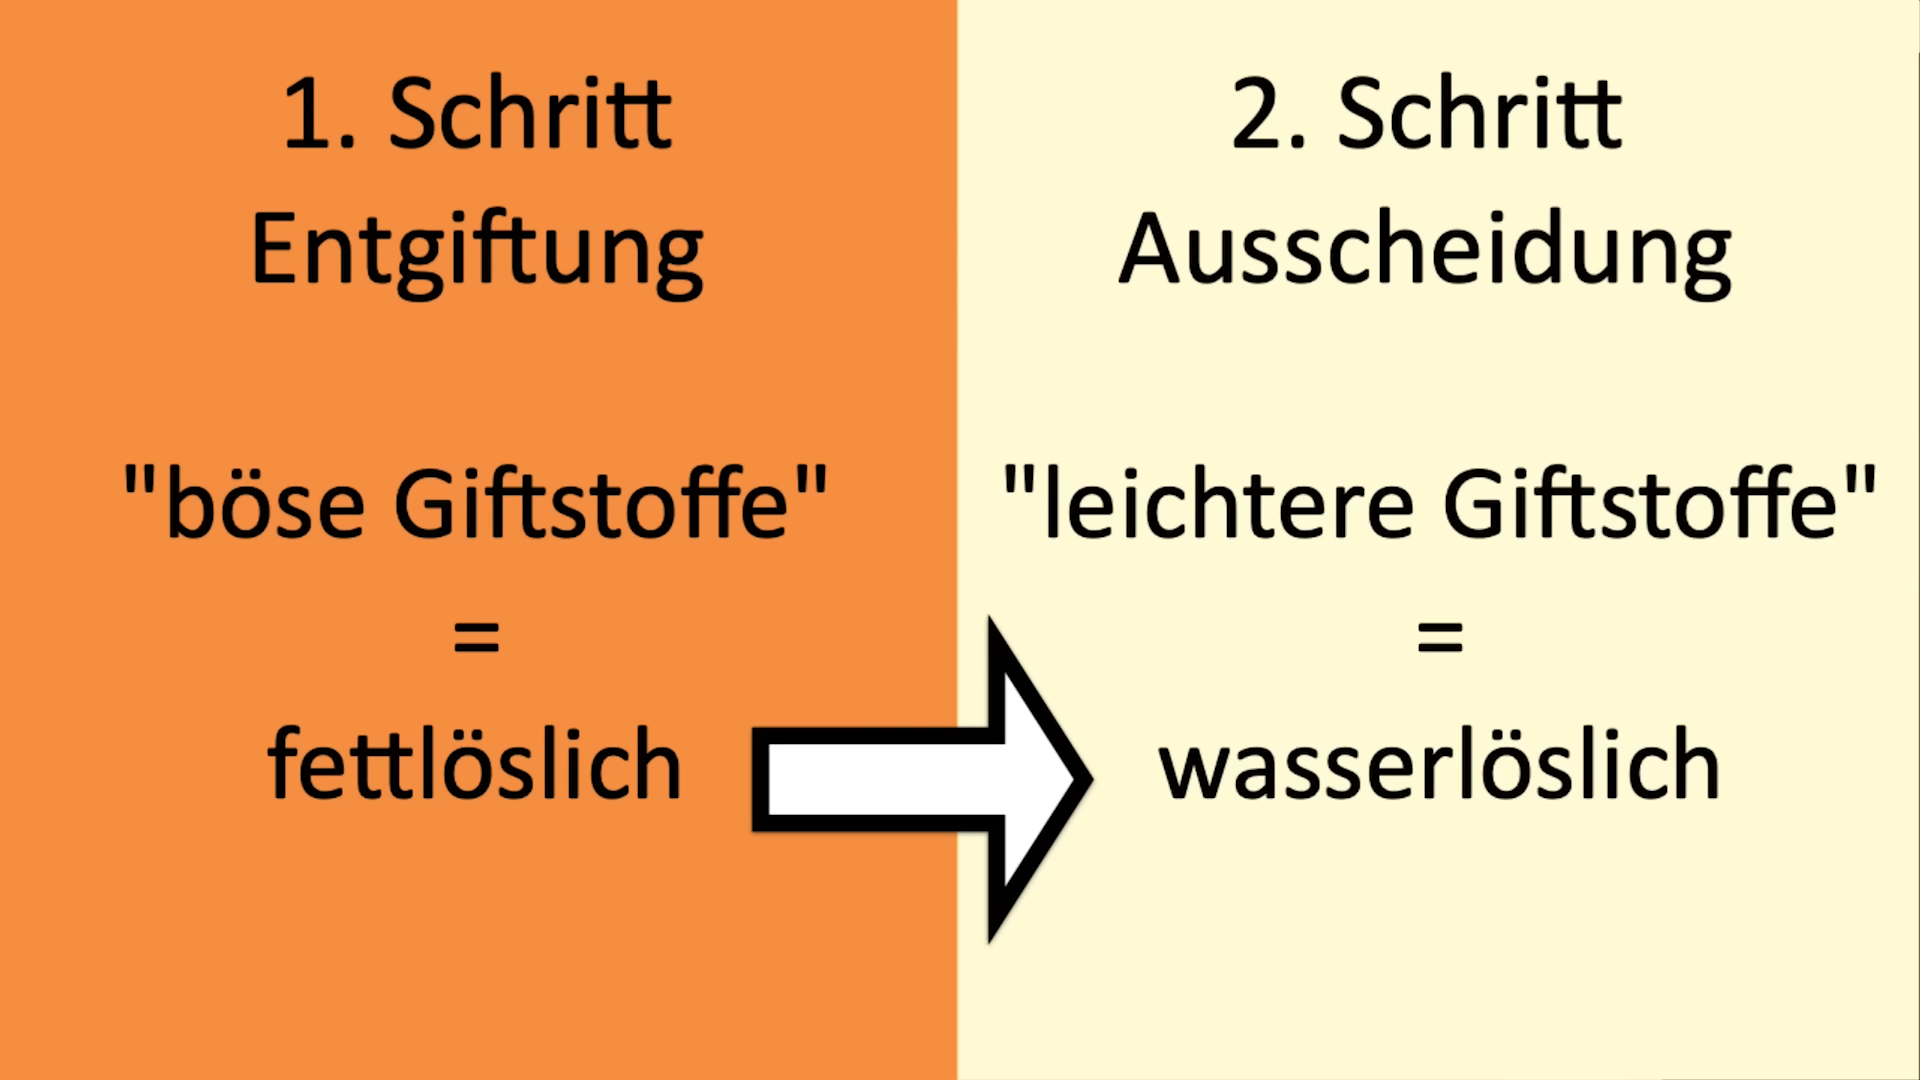 1. Schritt
Entgiftung
"böse Giftstoffe"
=
fettlöslich
2. Schritt
Ausscheidung
"leichtere Giftstoffe"
=
wasserlöslich